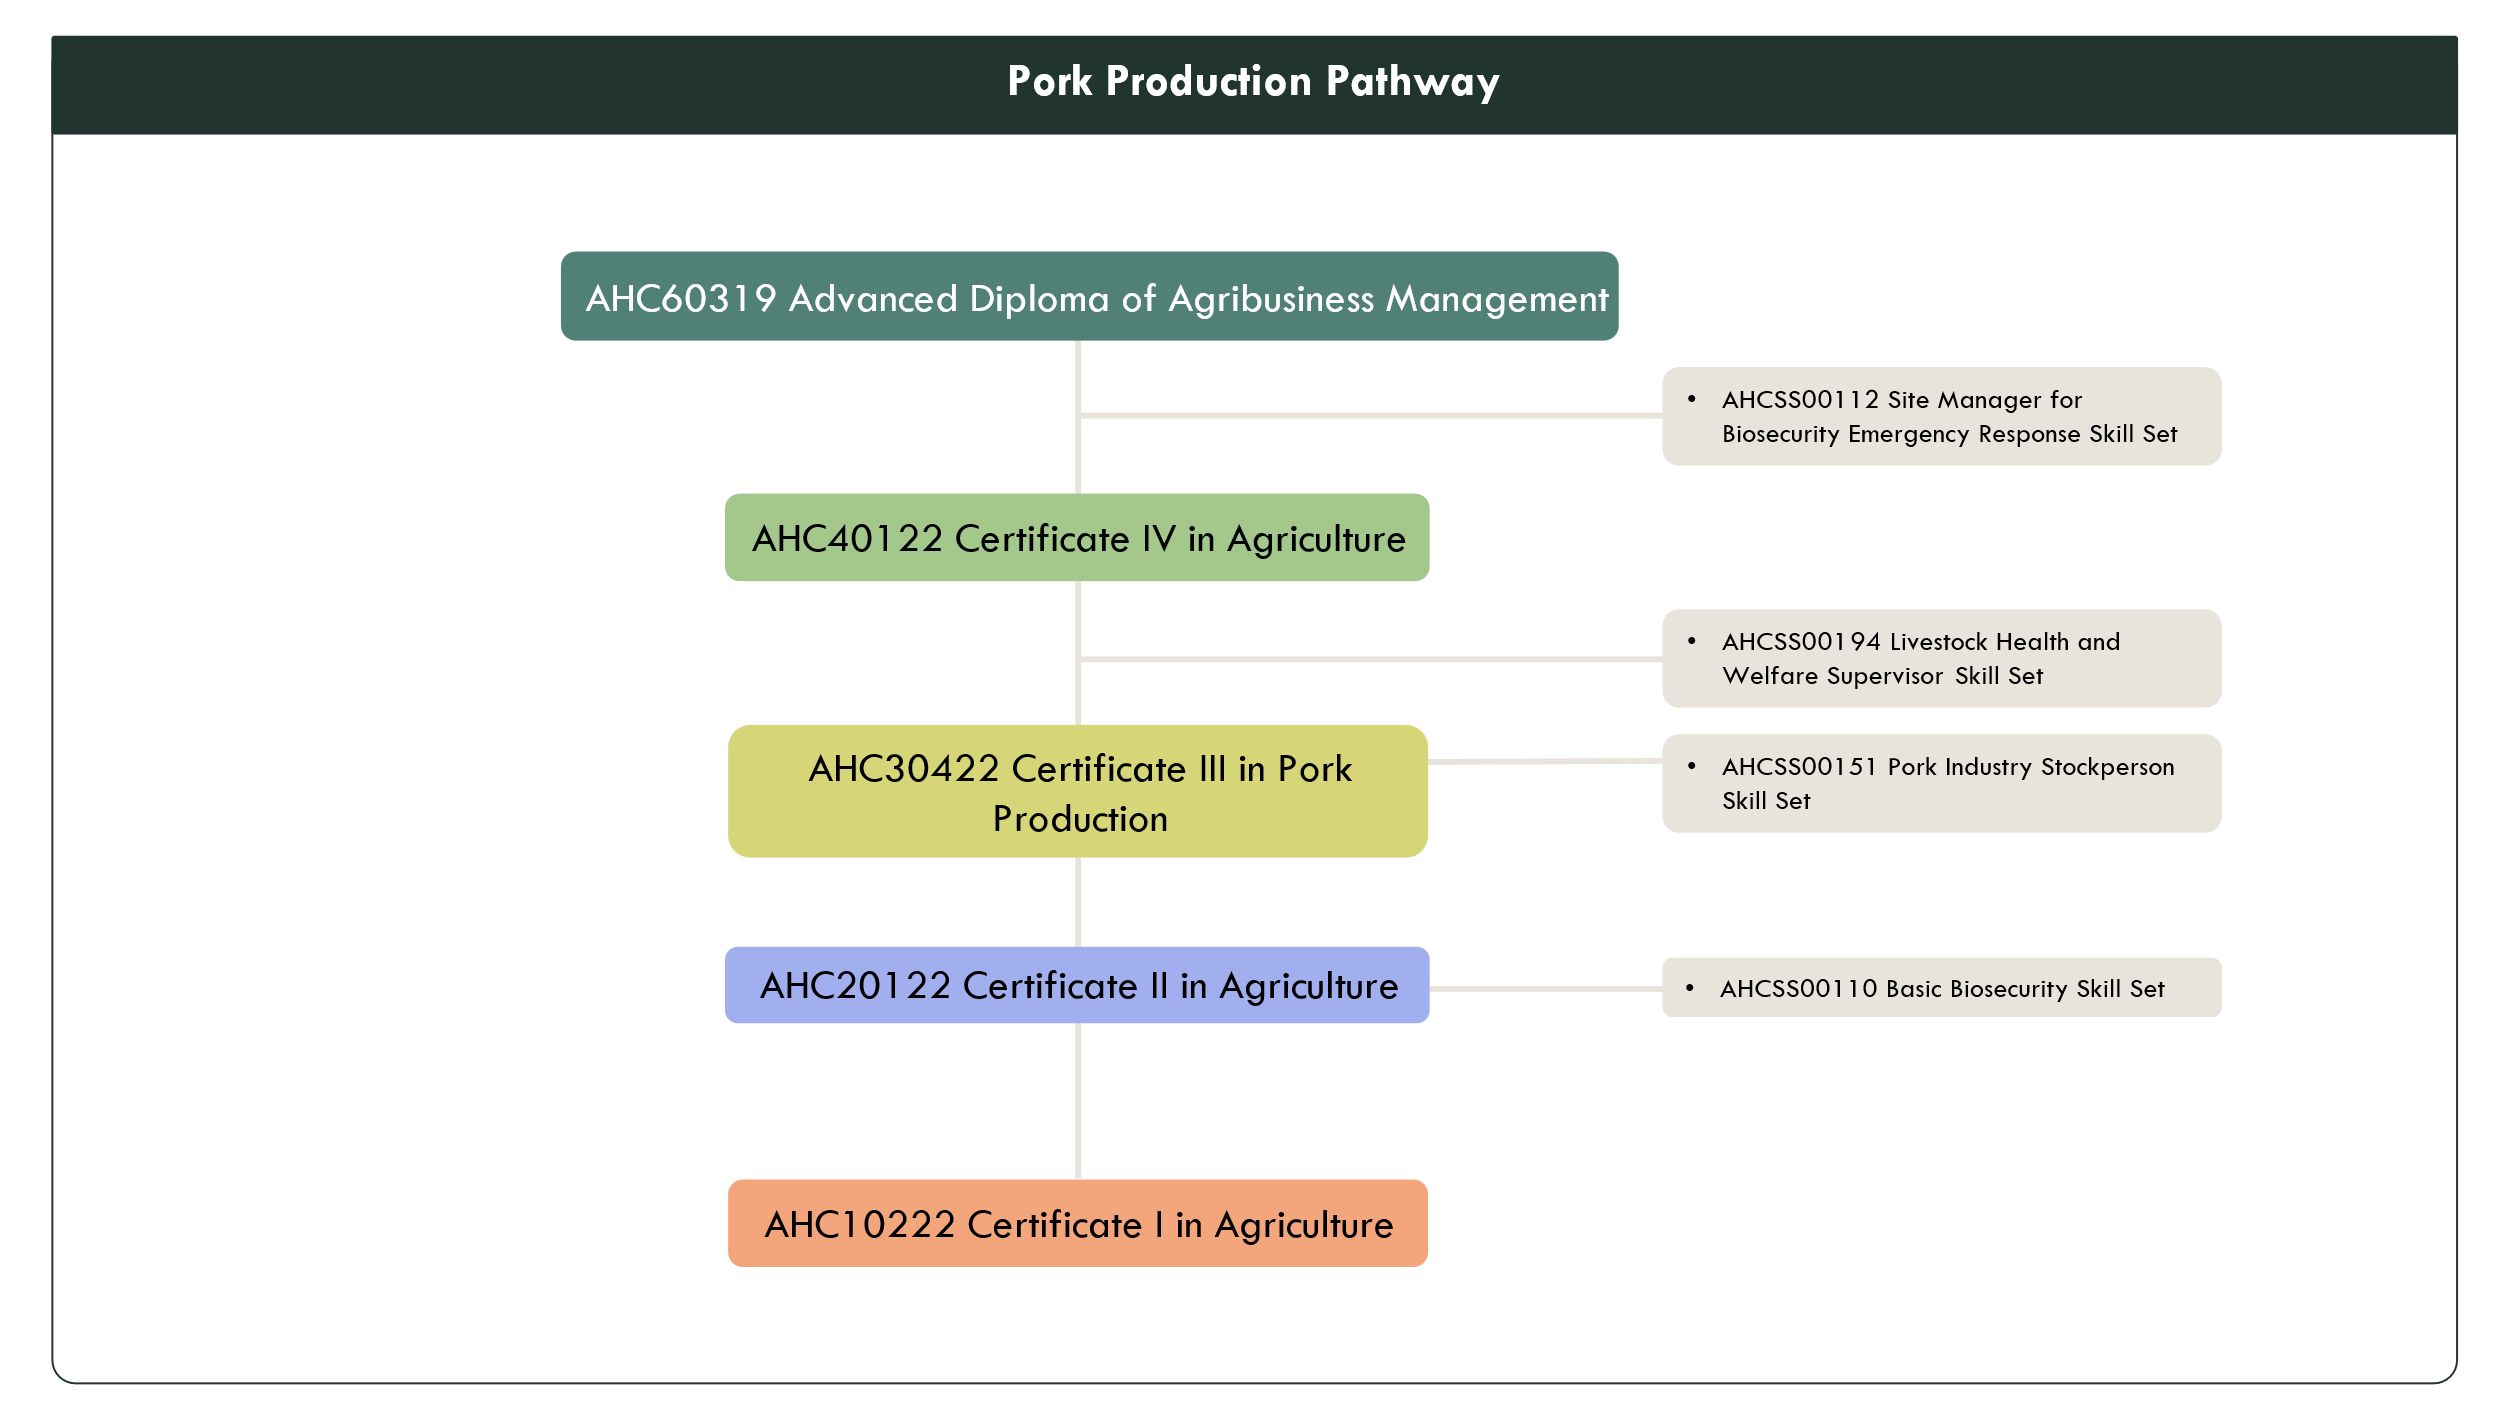 Pork Production Pathway
AHC60319 Advanced Diploma of Agribusiness Management
• AHCSS00112 Site Manager for
Biosecurity Emergency Response Skill Set
AHC40122 Certificate IV in Agriculture
• AHCSS00194 Livestock Health and
Welfare Supervisor Skill Set
AHC30422 Certificate III in Pork
Production
• AHCSS00151 Pork Industry Stockperson
Skill Set
AHC20122 Certificate II in Agriculture
• AHCSS00110 Basic Biosecurity Skill Set
AHC10222 Certificate I in Agriculture